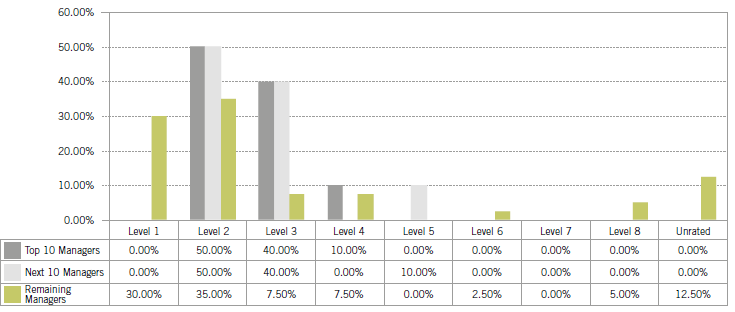 60.00%
50.00%
40.00%
30.00%
20.00%
10.00%
0.00%
Level 1 Level 2 Level 3 Level 4 Level 5 Level 6 Level 7 Level 8 Unrated
Top 10 Managers 0.00% 50.00% 40.00% 10.00% 0.00% 0.00% 0.00% 0.00% 0.00%
Next 10 Managers 0.00% 50.00% 40.00% 0.00% 10.00% 0.00% 0.00% 0.00% 0.00%
Remaining
Managers 30.00% 35.00% 7.50% 7.50% 0.00% 2.50% 0.00% 5.00% 12.50%